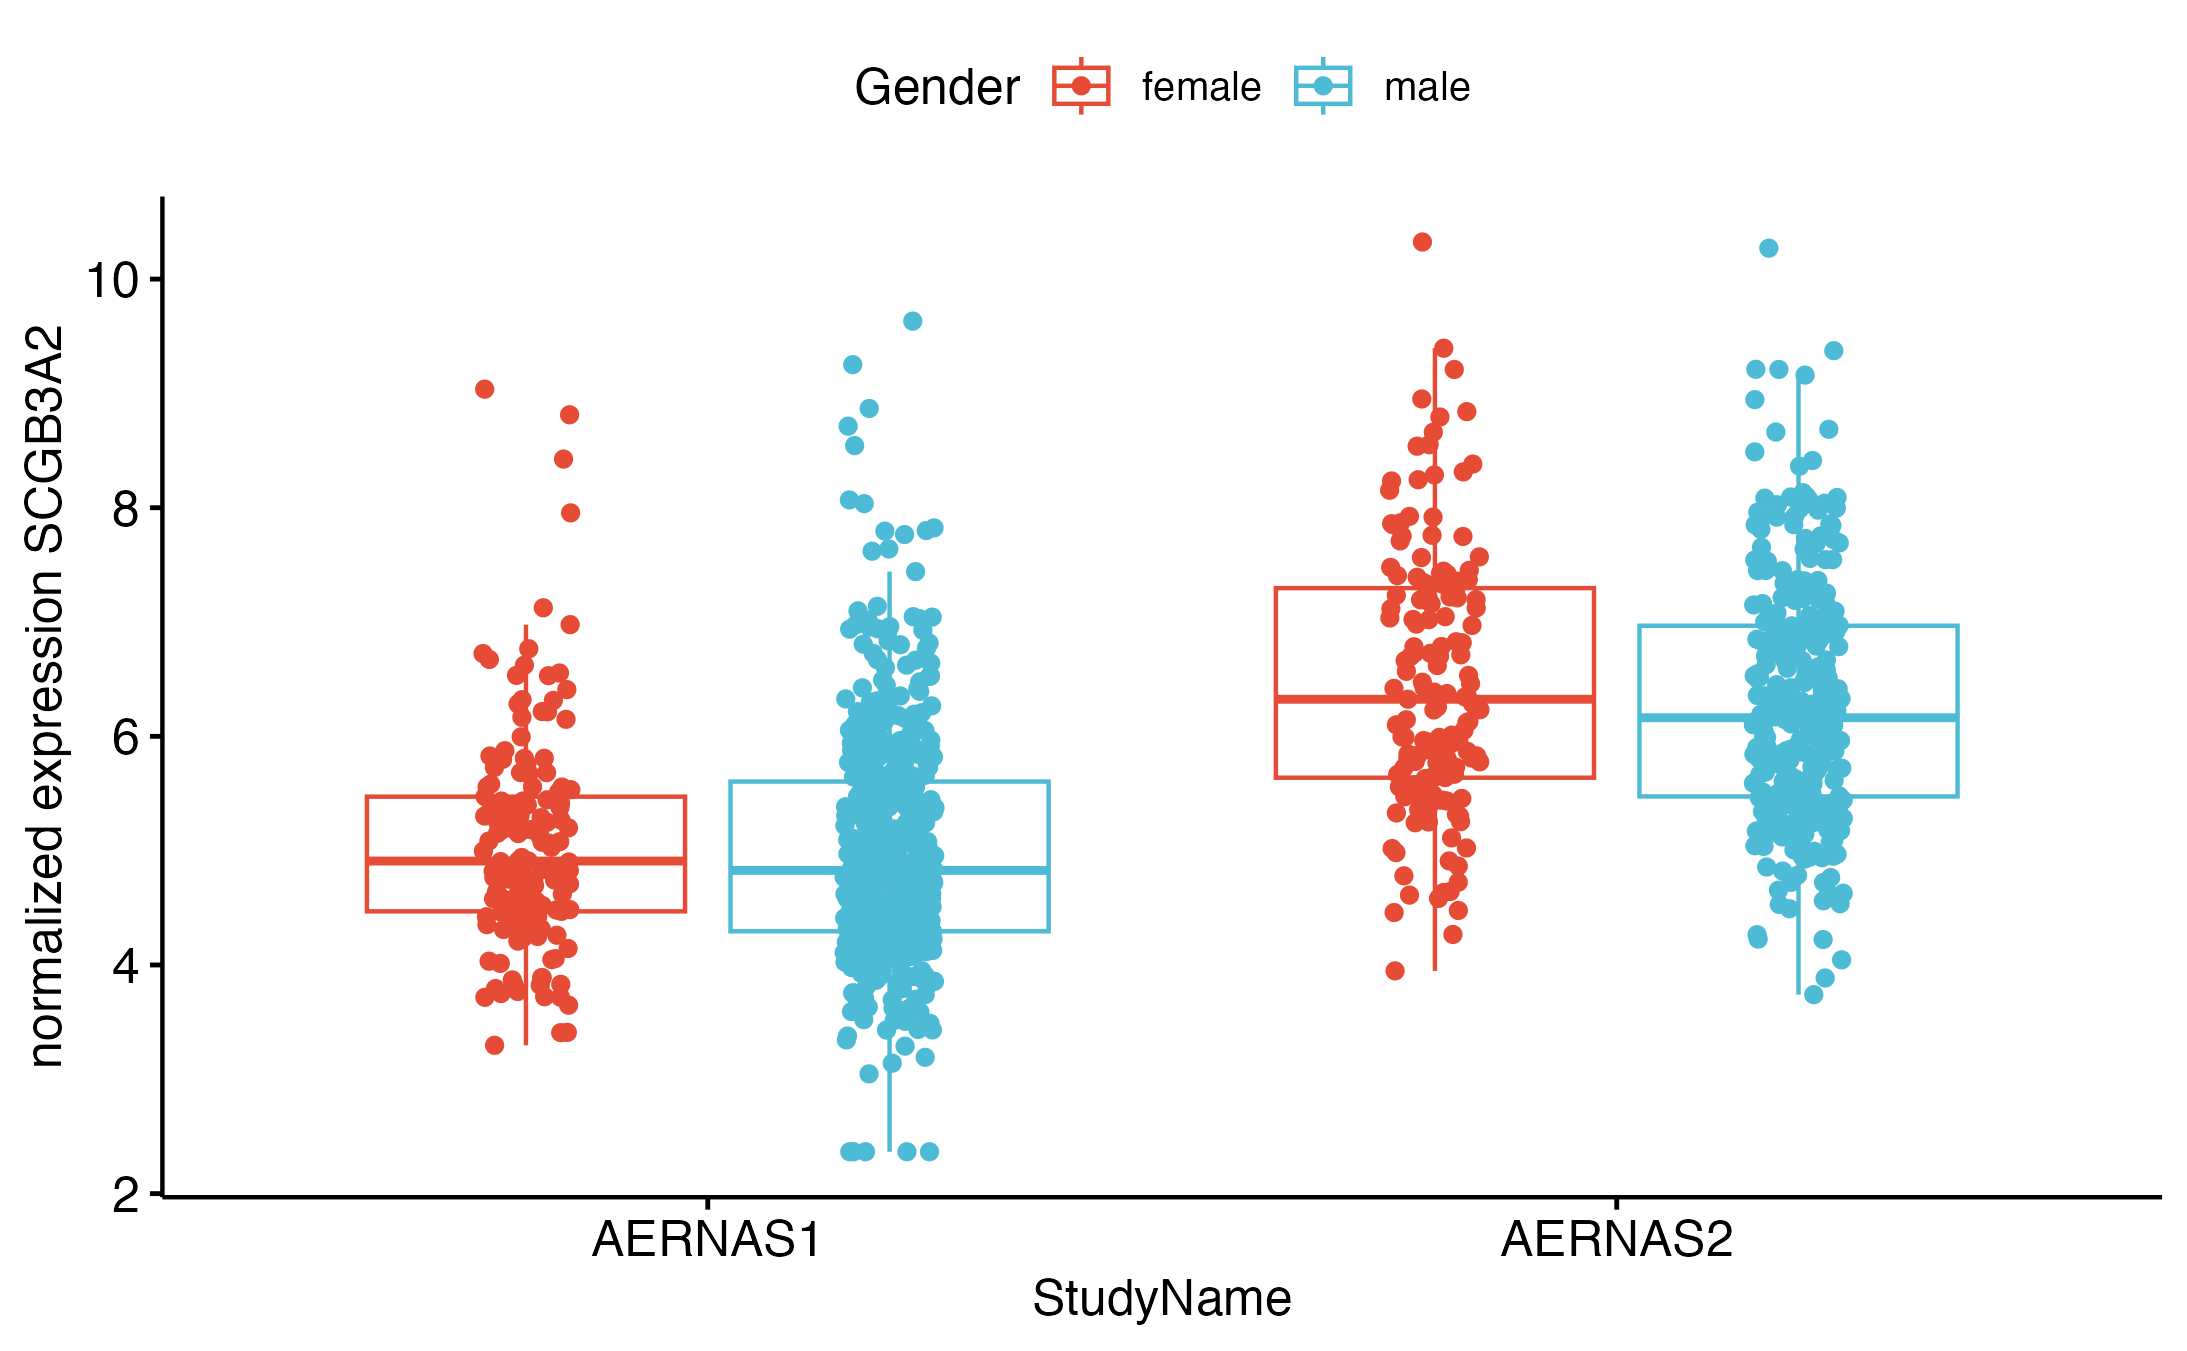 Gender female male
normalized expression SCGB3A2
10
8
6
4
2
AERNAS1 AERNAS2
StudyName